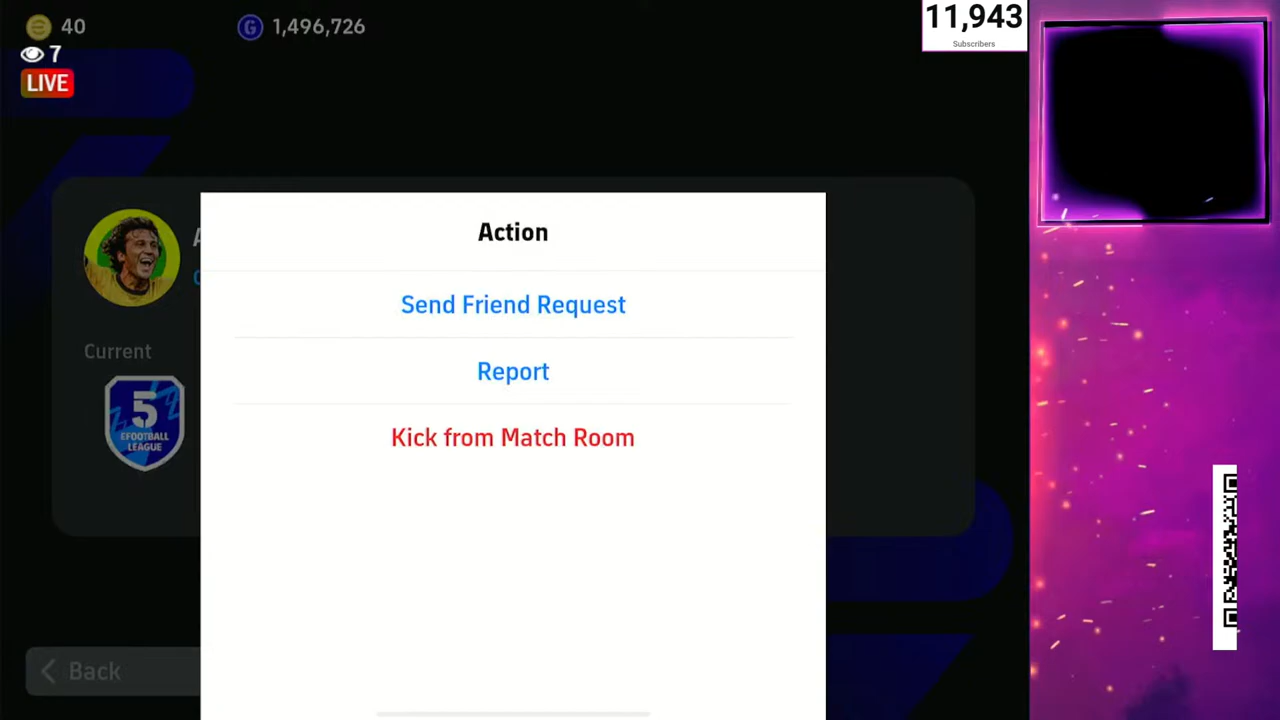 40
1,496,726
11,943
Subscribers
7
LIVE
Action
Send Friend Request
Current
Report
5
EFOOTBALL
LEAGUE
Kick from Match Room
Back